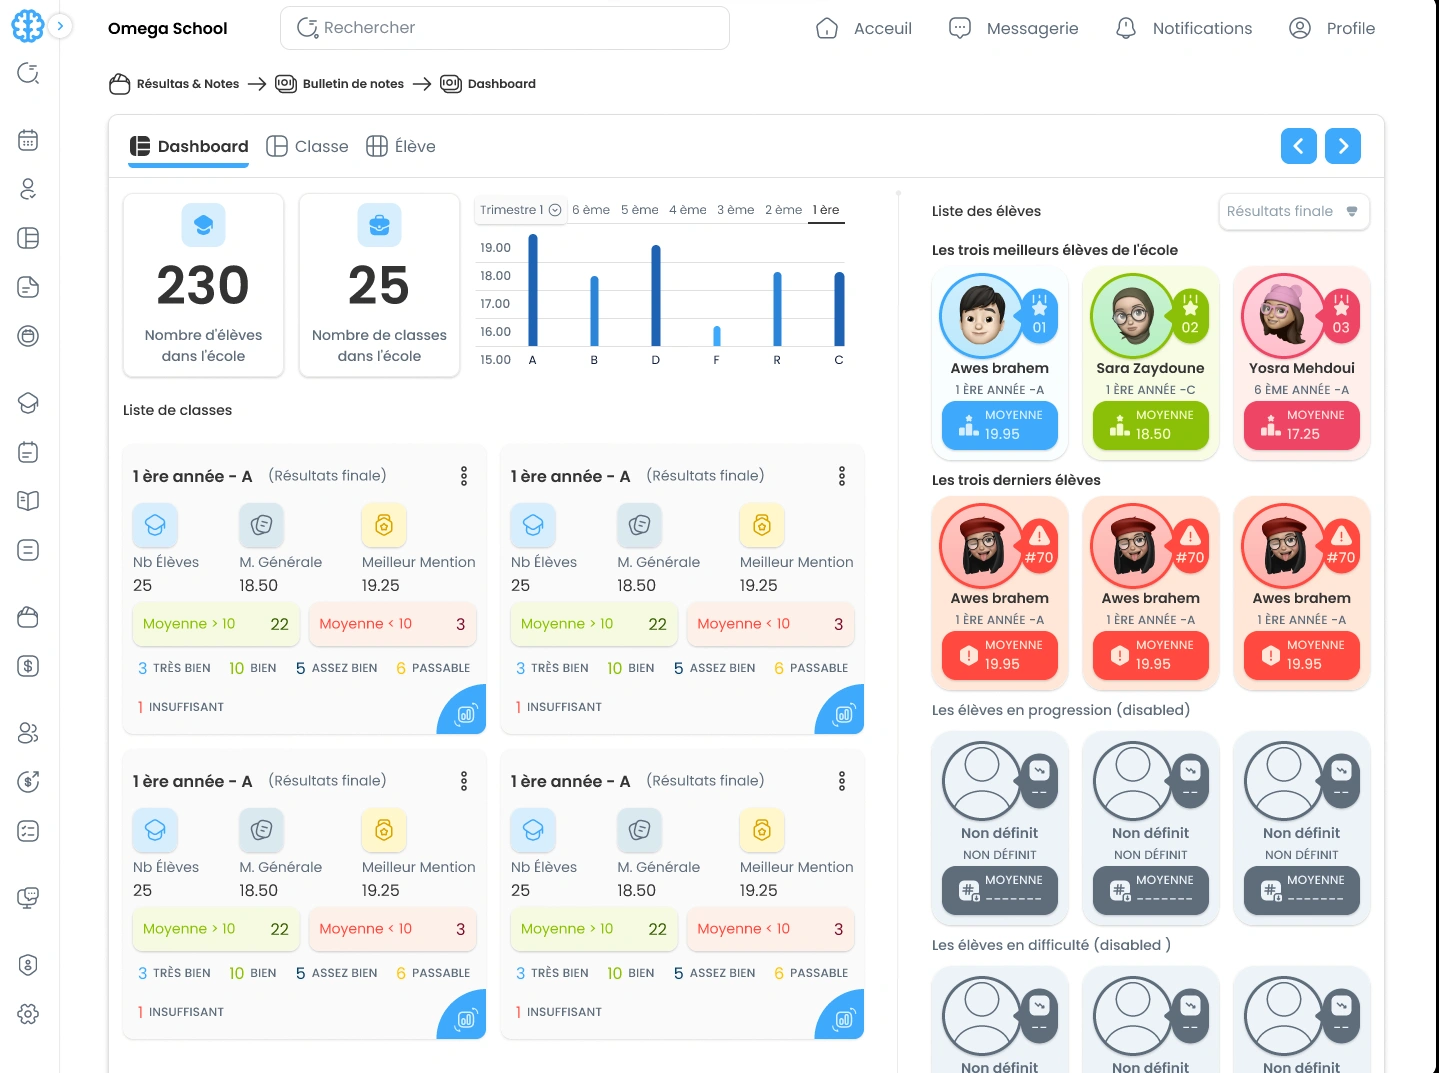 Omega School
Rechercher
Acceuil
Messagerie
Notifications
Profile
Résultas & Notes
Bulletin de notes
Dashboard
Dashboard
Classe
Élève
230
Nombre d'élèves
dans l'école
25
Nombre de classes
dans l'école
Trimestre 1 6 ème 5 ème 4 ème 3 ème 2 ème 1 ère
19.00
18.00
17.00
16.00
15.00
A B D F R C
Liste de classes
1 ère année - A (Résultats finale)
Nb Élèves M. Générale Meilleur Mention
25 18.50 19.25
Moyenne > 10 22 Moyenne < 10 3
3 TRÈS BIEN 10 BIEN 5 ASSEZ BIEN 6 PASSABLE
1 INSUFFISANT
1 ère année - A (Résultats finale)
Nb Élèves M. Générale Meilleur Mention
25 18.50 19.25
Moyenne > 10 22 Moyenne < 10 3
3 TRÈS BIEN 10 BIEN 5 ASSEZ BIEN 6 PASSABLE
1 INSUFFISANT
1 ère année - A (Résultats finale)
Nb Élèves M. Générale Meilleur Mention
25 18.50 19.25
Moyenne > 10 22 Moyenne < 10 3
3 TRÈS BIEN 10 BIEN 5 ASSEZ BIEN 6 PASSABLE
1 INSUFFISANT
1 ère année - A (Résultats finale)
Nb Élèves M. Générale Meilleur Mention
25 18.50 19.25
Moyenne > 10 22 Moyenne < 10 3
3 TRÈS BIEN 10 BIEN 5 ASSEZ BIEN 6 PASSABLE
1 INSUFFISANT
Liste des élèves
Résultats finale
Les trois meilleurs élèves de l'école
01
Awes brahem
1 ÈRE ANNÉE -A
MOYENNE
19.95
02
Sara Zaydoune
1 ÈRE ANNÉE -C
MOYENNE
18.50
03
Yosra Mehdoui
6 ÈME ANNÉE -A
MOYENNE
17.25
Les trois derniers élèves
#70
Awes brahem
1 ÈRE ANNÉE -A
MOYENNE
19.95
#70
Awes brahem
1 ÈRE ANNÉE -A
MOYENNE
19.95
#70
Awes brahem
1 ÈRE ANNÉE -A
MOYENNE
19.95
Les élèves en progression (disabled)
--
Non définit
NON DÉFINIT
MOYENNE
-------
--
Non définit
NON DÉFINIT
MOYENNE
-------
--
Non définit
NON DÉFINIT
MOYENNE
-------
Les élèves en difficulté (disabled )
--
Non définit
--
Non définit
--
Non définit